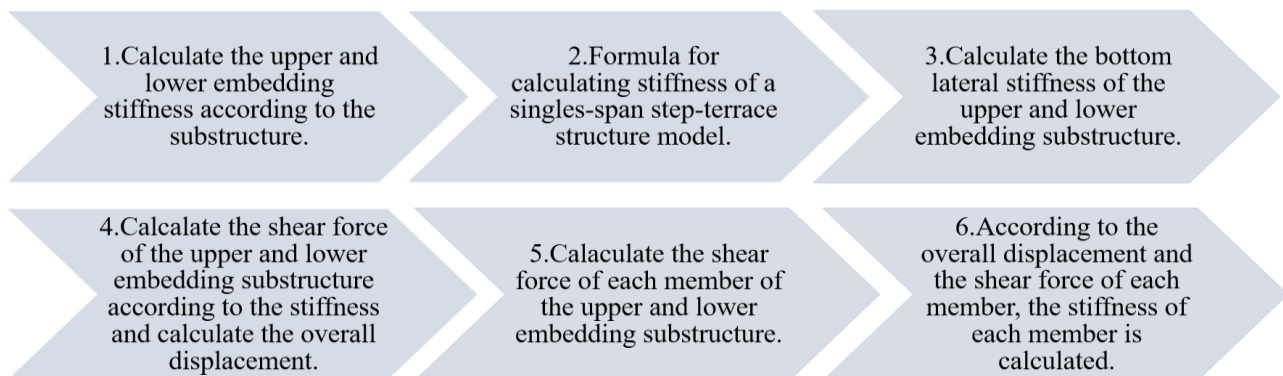 1.Calculate the upper and
lower embedding
stiffness according to the
substructure.
2.Formula for
calculating stiffness of a
singles-span step-terrace
structure model.
3.Calculate the bottom
lateral stiffness of the
upper and lower
embedding substructure.
4.Calcalate the shear force
of the upper and lower
embedding substructure
according to the stiffness
and calculate the overall
displacement.
5.Calaculate the shear
force of each member of
the upper and lower
embedding substructure.
6.According to the
overall displacement and
the shear force of each
member, the stiffness of
each member is
calculated.